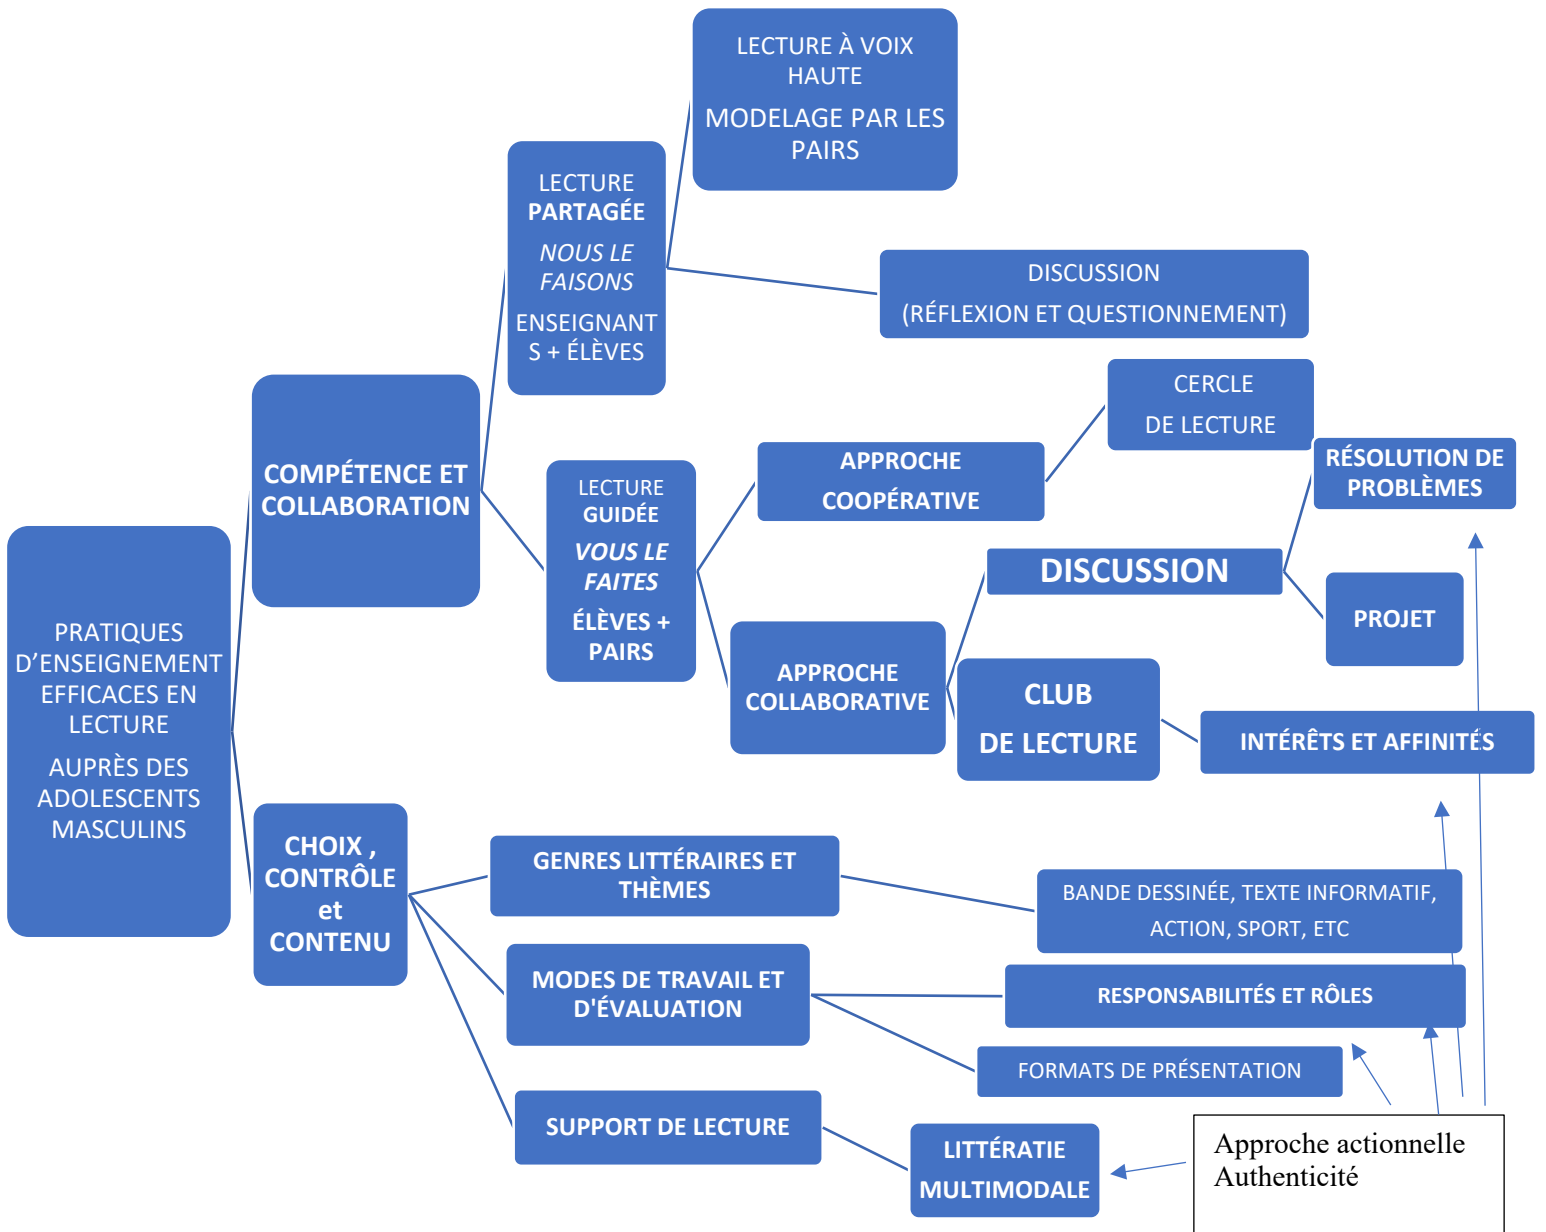 LECTURE À VOIX
HAUTE
MODELAGE PAR LES
PAIRS
LECTURE
PARTAGÉE
NOUS LE
FAISONS
ENSEIGNANT
S + ÉLÈVES
DISCUSSION
(RÉFLEXION ET QUESTIONNEMENT)
CERCLE
DE LECTURE
COMPÉTENCE ET
COLLABORATION
LECTURE
GUIDÉE
VOUS LE
FAITES
ÉLÈVES +
PAIRS
APPROCHE
COOPÉRATIVE
RÉSOLUTION DE
PROBLÈMES
DISCUSSION
PROJET
PRATIQUES
D’ENSEIGNEMENT
EFFICACES EN
LECTURE
AUPRÈS DES
ADOLESCENTS
MASCULINS
APPROCHE
COLLABORATIVE
CLUB
DE LECTURE
INTÉRÊTS ET AFFINITÉS
CHOIX ,
CONTRÔLE
et
CONTENU
GENRES LITTÉRAIRES ET
THÈMES
BANDE DESSINÉE, TEXTE INFORMATIF,
ACTION, SPORT, ETC
MODES DE TRAVAIL ET
D'ÉVALUATION
RESPONSABILITÉS ET RÔLES
FORMATS DE PRÉSENTATION
SUPPORT DE LECTURE
LITTÉRATIE
MULTIMODALE
Approche actionnelle
Authenticité